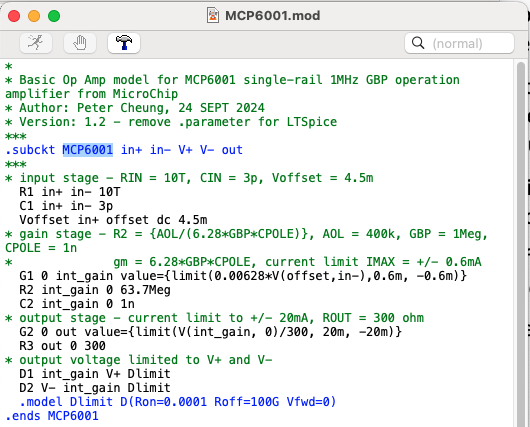 MCP6001.mod
(normal)
*
* Basic Op Amp model for MCP6001 single-rail 1MHz GBP operation
amplifier from MicroChip
* Author: Peter Cheung, 24 SEPT 2024
* Version: 1.2 - remove .parameter for LTSpice
***
.subckt MCP6001 in+ in- V+ V- out
***
* input stage - RIN = 10T, CIN = 3p, Voffset = 4.5m
R1 in+ in- 10T
C1 in+ in- 3p
Voffset in+ offset dc 4.5m
* gain stage - R2 = {AOL/(6.28*GBP*CPOLE)}, AOL = 400k, GBP = 1Meg,
CPOLE = 1n
* gm = 6.28*GBP*CPOLE, current limit IMAX = +/- 0.6mA
G1 0 int_gain value={limit(0.00628*V(offset,in-),0.6m, -0.6m)}
R2 int_gain 0 63.7Meg
C2 int_gain 0 1n
* output stage - current limit to +/- 20mA, ROUT = 300 ohm
G2 0 out value={limit(V(int_gain, 0)/300, 20m, -20m)}
R3 out 0 300
* output voltage limited to V+ and V-
D1 int_gain V+ Dlimit
D2 V- int_gain Dlimit
.model Dlimit D(Ron=0.0001 Roff=100G Vfwd=0)
.ends MCP6001